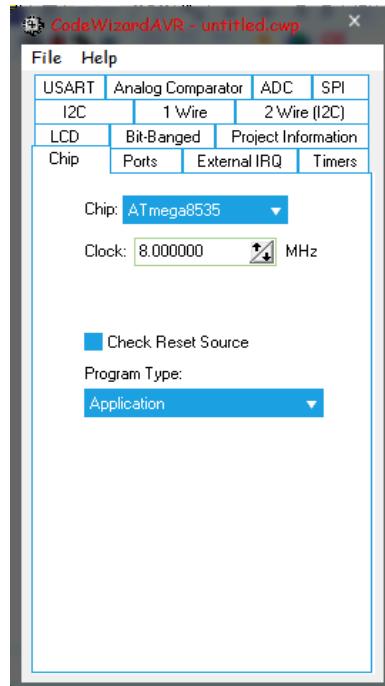 CodeWizardAVR - untitled.cwp ×
File Help
USART Analog Comparator ADC SPI
I2C 1 Wire 2 Wire (I2C)
LCD Bit-Banged Project Information
Chip Ports External IRQ Timers
Chip: ATmega8535
Clock: 8.000000 MHz
Check Reset Source
Program Type:
Application